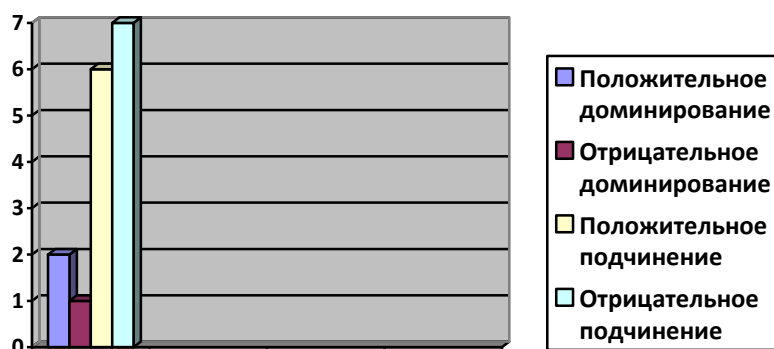 7
6
5
4
3
2
1
0
Положительное
доминирование
Отрицательное
доминирование
Положительное
подчинение
Отрицательное
подчинение